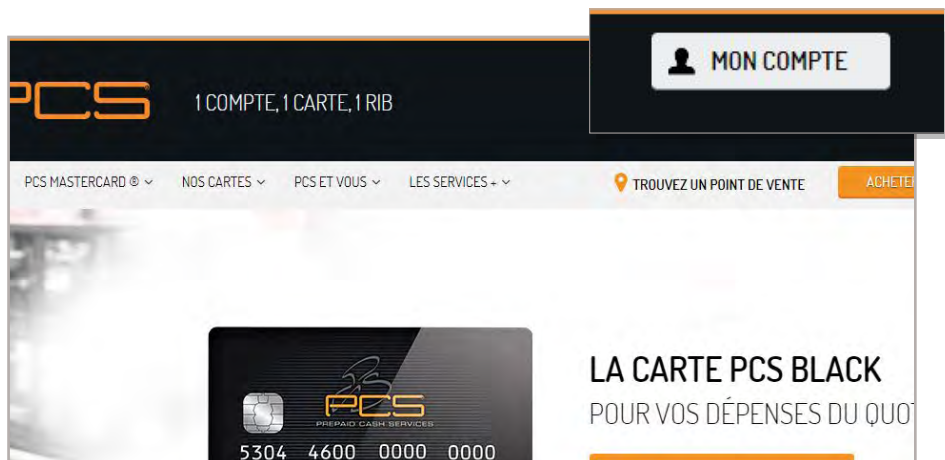 MON COMPTE
PCS
1 COMPTE, 1 CARTE, 1 RIB
PCS MASTERCARD ® NOS CARTES PCS ET VOUS LES SERVICES + TROUVEZ UN POINT DE VENTE ACHETE
PCS
PREPAID CASH SERVICES
5304 4600 0000 0000
LA CARTE PCS BLACK
POUR VOS DÉPENSES DU QUO